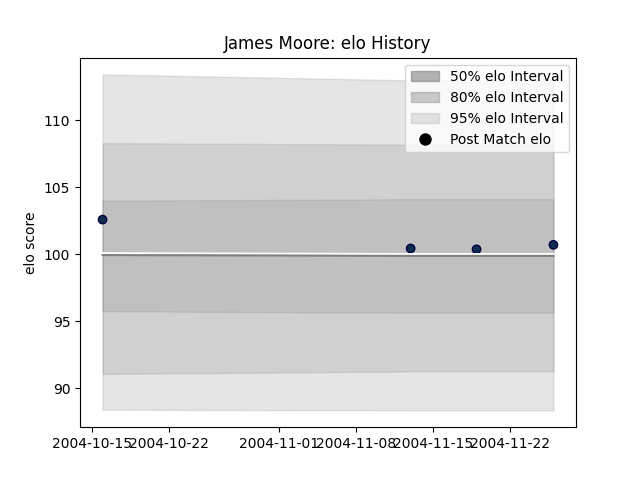 James Moore: elo History
50% elo Interval
80% elo Interval
95% elo Interval
Post Match elo
elo score
110
105
100
95
90
2004-10-15 2004-10-22 2004-11-01 2004-11-08 2004-11-15 2004-11-22